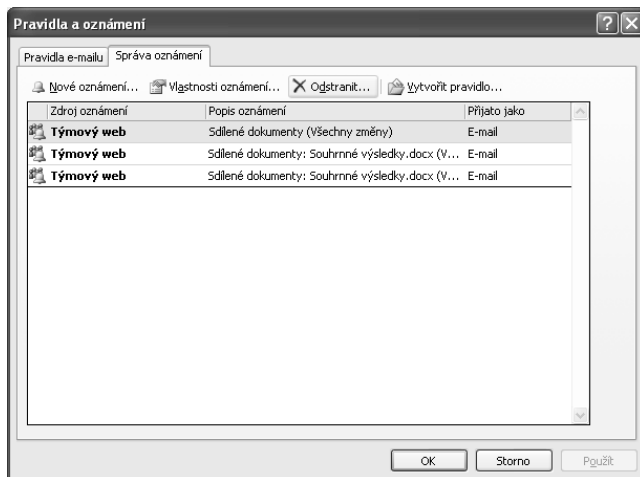 Pravidla a oznámení
Pravidla e-mailu Správa oznámení
Nové oznámení... Vlastnosti oznámení... Odstranit... Vytvořit pravidlo...
Zdroj oznámení Popis oznámení Přijato jako
Týmový web Sdílené dokumenty (Všechny změny) E-mail
Týmový web Sdílené dokumenty: Souhrnné výsledky.docx (V... E-mail
Týmový web Sdílené dokumenty: Souhrnné výsledky.docx (V... E-mail
OK Storno Použít